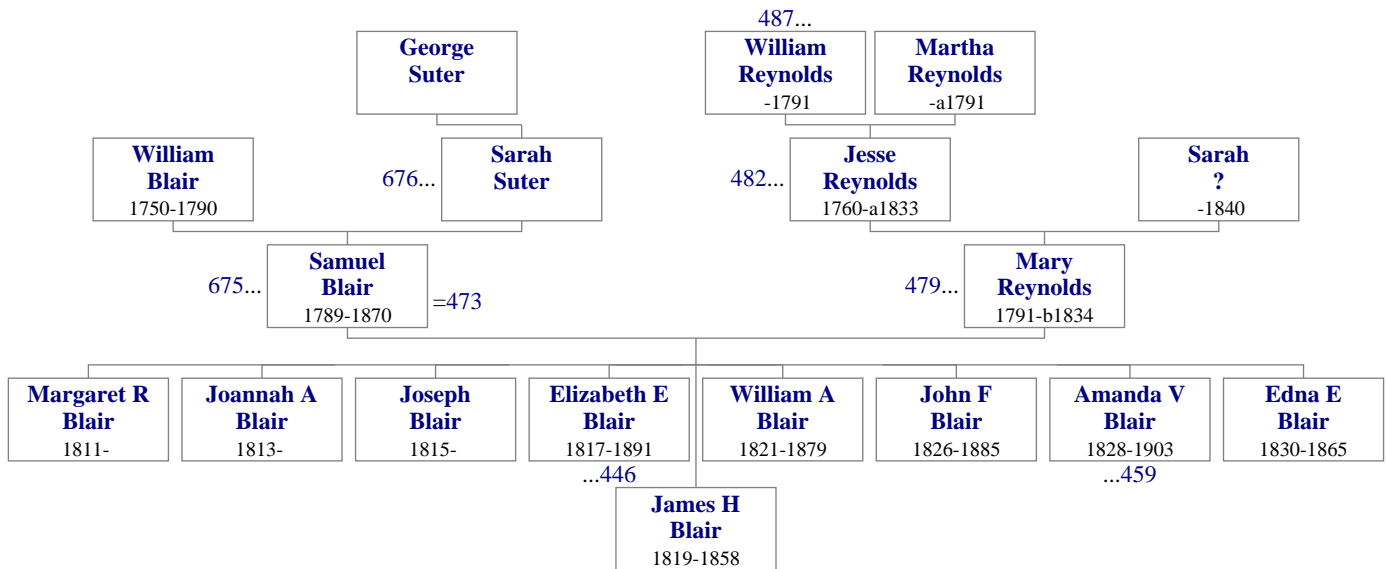 487...
George
Suter
William
Reynolds
-1791
Martha
Reynolds
-a1791
William
Blair
1750-1790
676...
Sarah
Suter
482...
Jesse
Reynolds
1760-a1833
Sarah
?
-1840
675...
Samuel
Blair
1789-1870
=473
479...
Mary
Reynolds
1791-b1834
Margaret R
Blair
1811-
Joannah A
Blair
1813-
Joseph
Blair
1815-
Elizabeth E
Blair
1817-1891
...446
William A
Blair
1821-1879
John F
Blair
1826-1885
Amanda V
Blair
1828-1903
...459
Edna E
Blair
1830-1865
James H
Blair
1819-1858